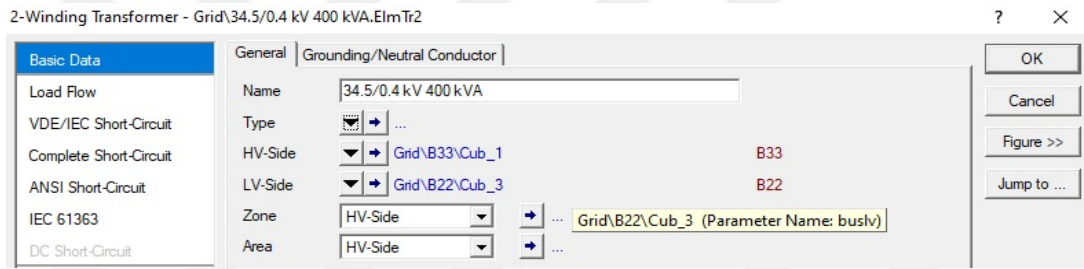 2-Winding Transformer - Grid\34.5/0.4 kV 400 kVA.ElmTr2 ? ×
Basic Data
Load Flow
VDE/IEC Short-Circuit
Complete Short-Circuit
ANSI Short-Circuit
IEC 61363
DC Short-Circuit
General Grounding/Neutral Conductor
Name 34.5/0.4 kV 400 kVA
Type ...
HV-Side Grid\B33\Cub_1 B33
LV-Side Grid\B22\Cub_3 B22
Zone HV-Side ... Grid\B22\Cub_3 (Parameter Name: buslv)
Area HV-Side ...
OK
Cancel
Figure >>
Jump to ...